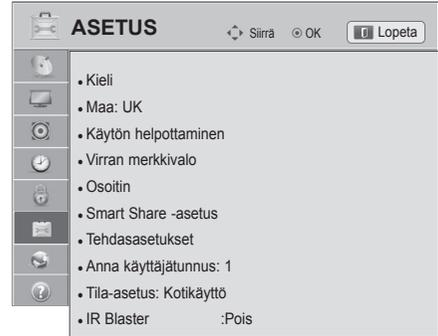 ASETUS
Siirrä OK Lopeta
• Kieli
• Maa: UK
• Käytön helpottaminen
• Virran merkkivalo
• Osoitin
• Smart Share -asetus
• Tehdasasetukset
• Anna käyttäjätunnus: 1
• Tila-asetus: Kotikäyttö
• IR Blaster :Pois